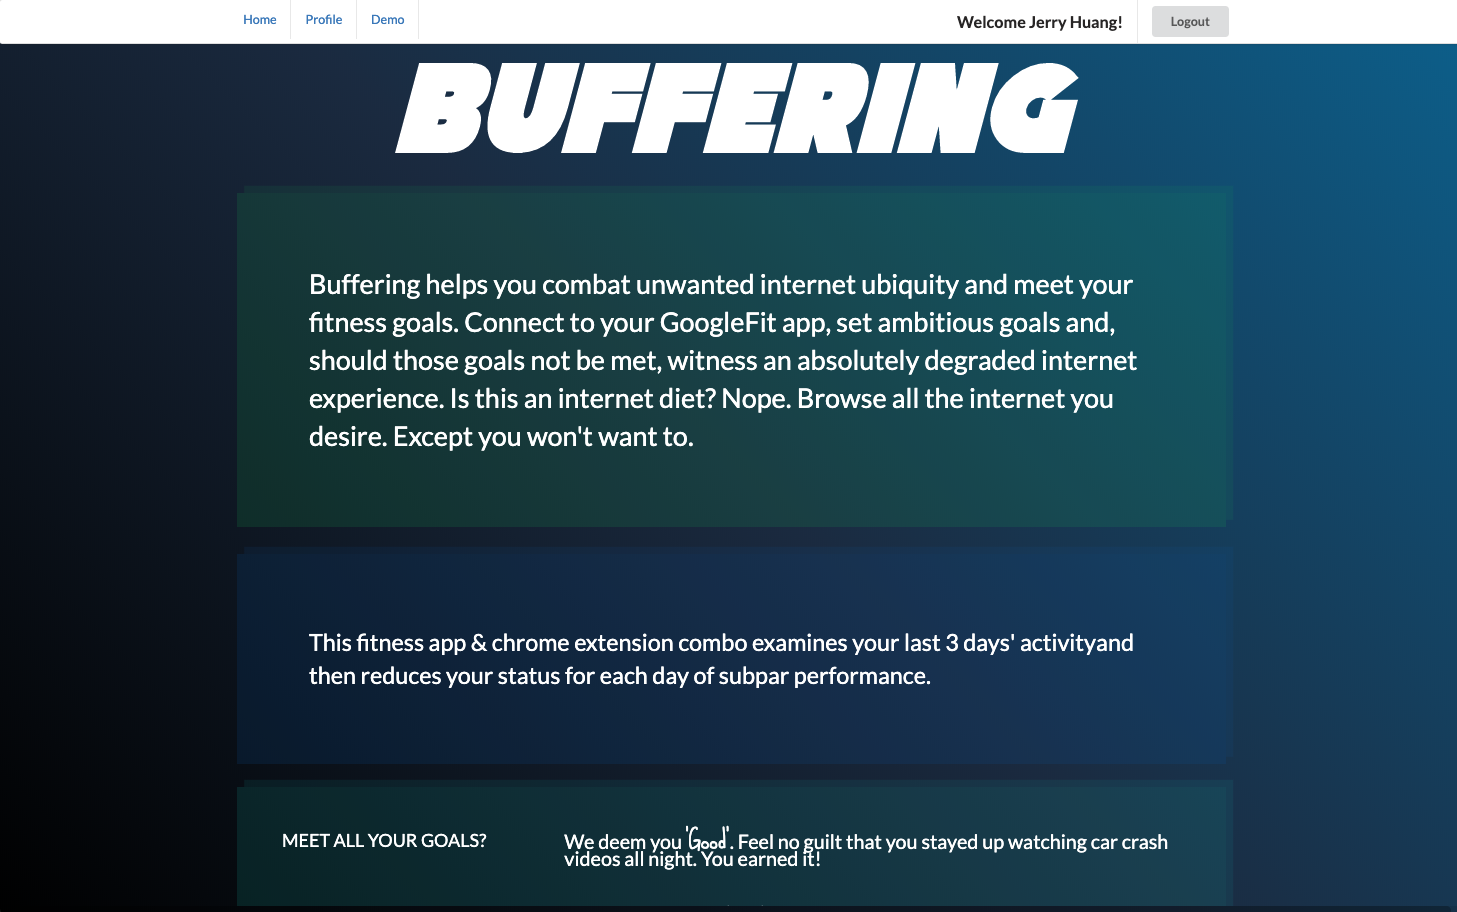 Home Profile Demo Welcome Jerry Huang! Logout
BUFFERING
Buffering helps you combat unwanted internet ubiquity and meet your
fitness goals. Connect to your GoogleFit app, set ambitious goals and,
should those goals not be met, witness an absolutely degraded internet
experience. Is this an internet diet? Nope. Browse all the internet you
desire. Except you won't want to.
This fitness app & chrome extension combo examines your last 3 days' activityand
then reduces your status for each day of subpar performance.
MEET ALL YOUR GOALS? We deem you 'Good'. Feel no guilt that you stayed up watching car crash
videos all night. You earned it!